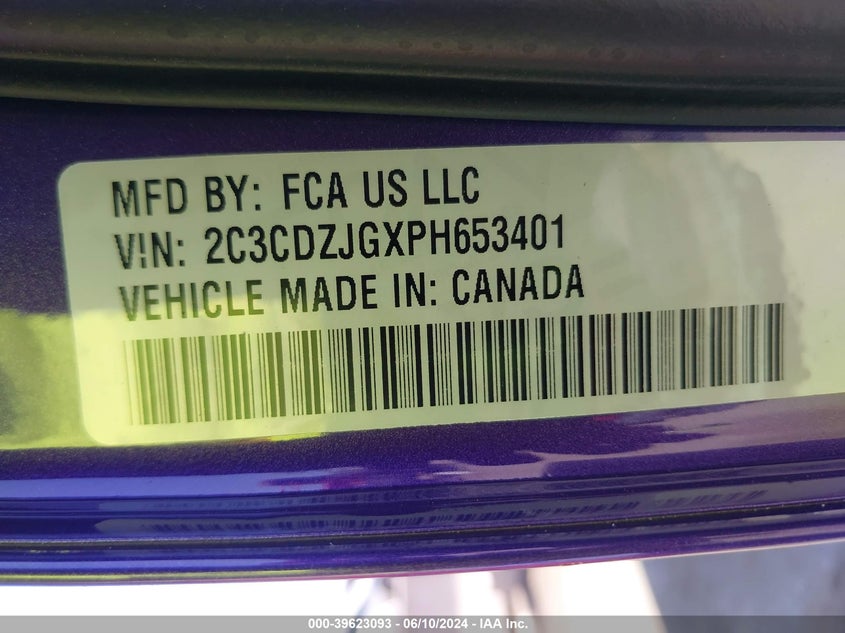 MFD BY: FCA US LLC
VIN: 2C3CDZJGXPH653401
VEHICLE MADE IN: CANADA
000-39623093 - 06/10/2024 - IAA Inc.